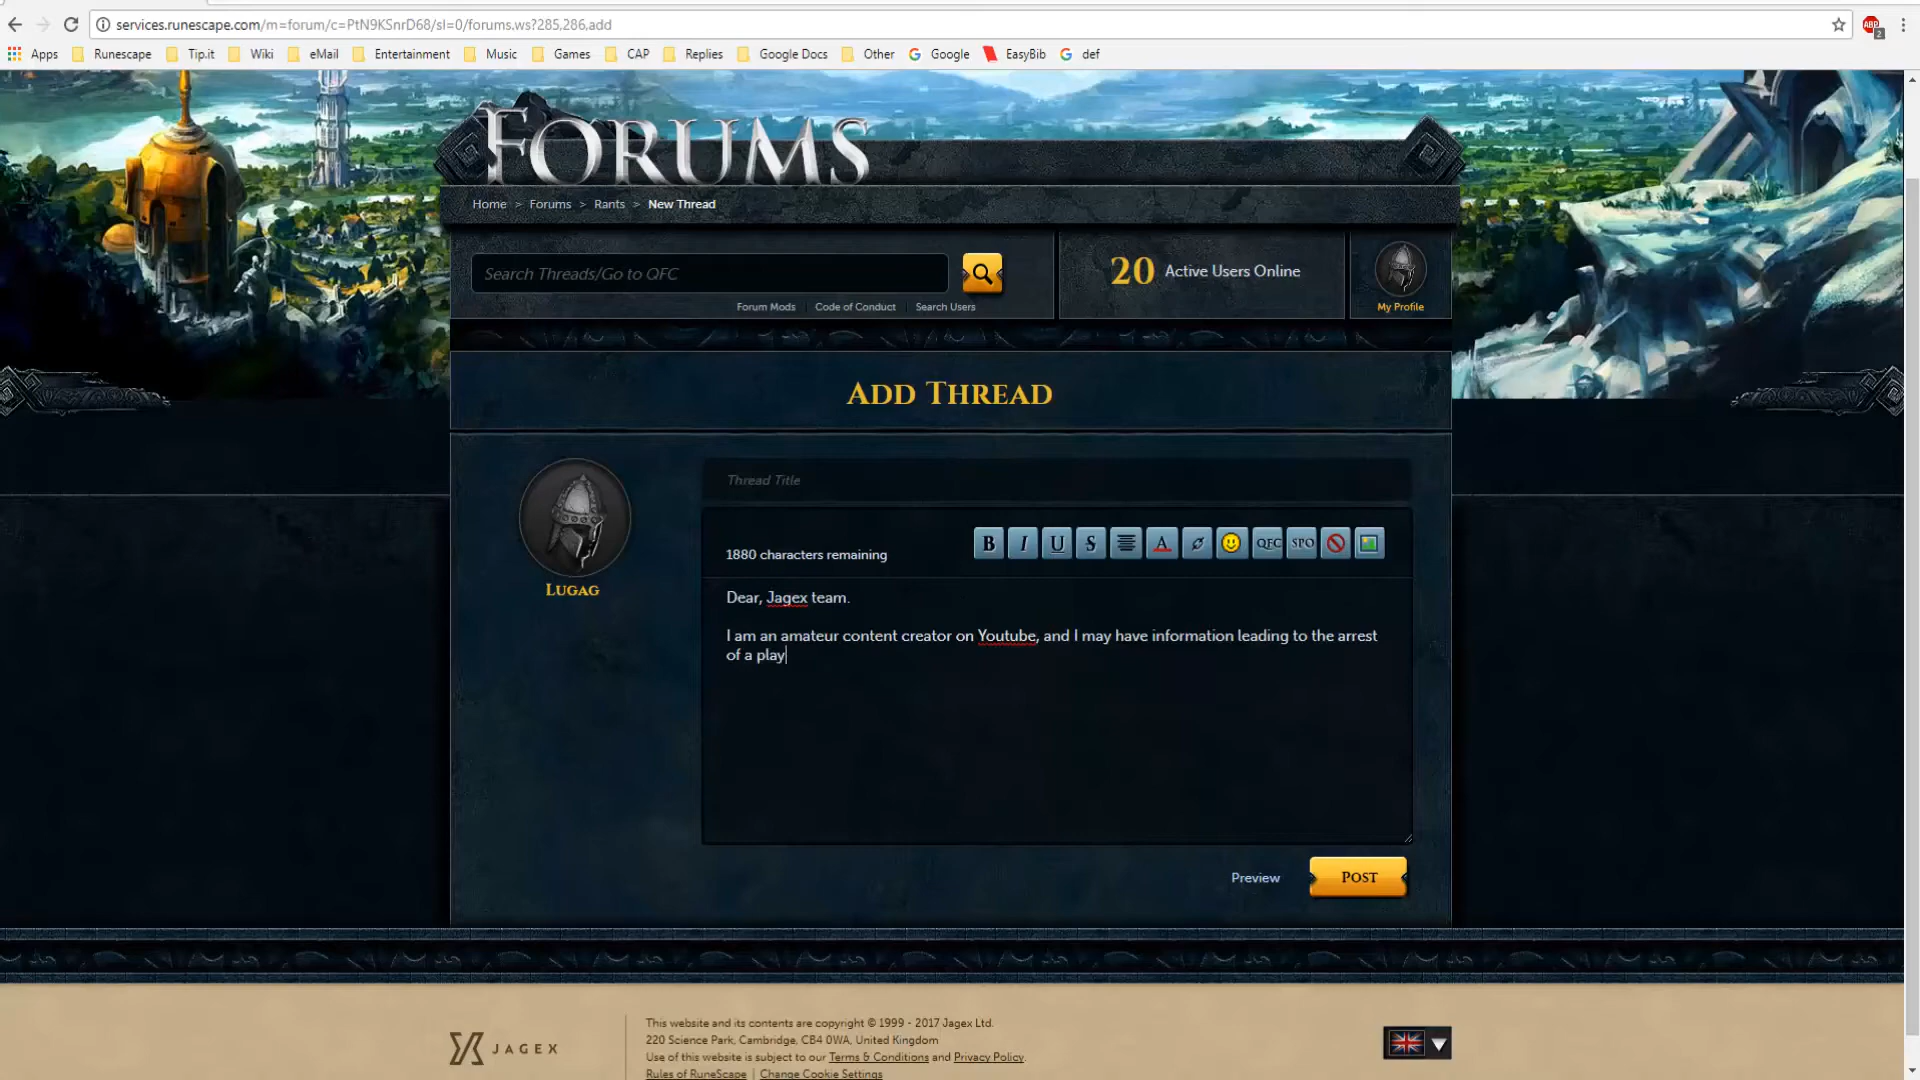 services.runescape.com/m=forum/c=PtN9KSnrD68/sl=0/forums.ws?285,286,add
ABP
2
Apps Runescape Tip.it Wiki eMail Entertainment Music Games CAP Replies Google Docs Other Google EasyBib def
FORUMS
Home > Forums > Rants > New Thread
Search Threads/Go to QFC
20 Active Users Online
My Profile
Forum Mods Code of Conduct Search Users
ADD THREAD
Thread Title
1880 characters remaining
B I U S A QFC SPO
LUGAG
Dear, Jagex team.
I am an amateur content creator on Youtube, and I may have information leading to the arrest
of a play
Preview POST
JAGEX
This website and its contents are copyright © 1999 - 2017 Jagex Ltd.
220 Science Park, Cambridge, CB4 0WA, United Kingdom
Use of this website is subject to our Terms & Conditions and Privacy Policy.
Rules of RuneScape | Change Cookie Settings